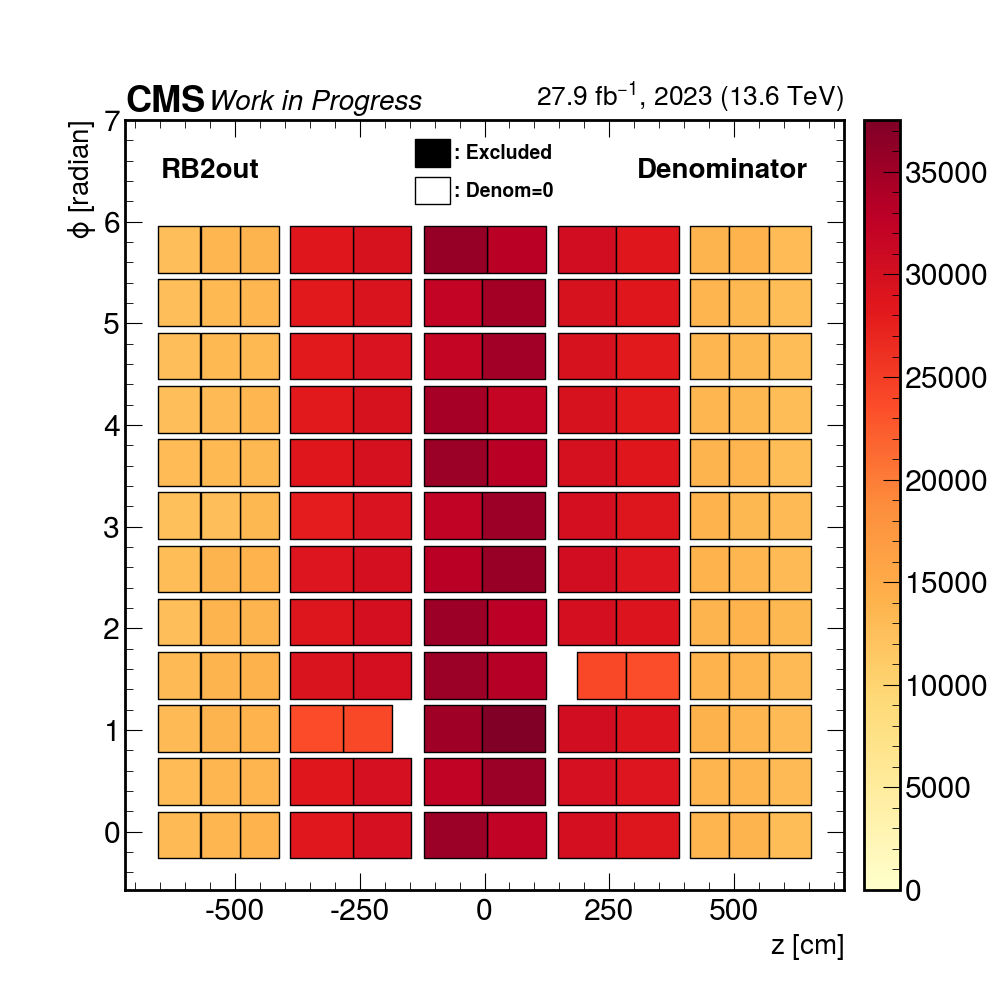 CMS Work in Progress 27.9 fb⁻¹, 2023 (13.6 TeV)
RB2out
: Excluded
: Denom=0
Denominator
ϕ [radian]
7
6
5
4
3
2
1
0
-500 -250 0 250 500
z [cm]
35000
30000
25000
20000
15000
10000
5000
0